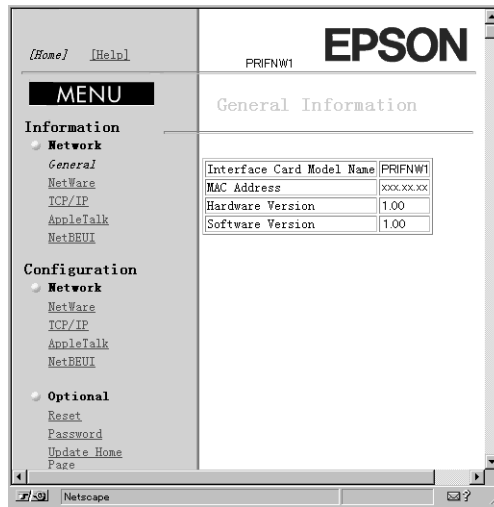 [Home] [Help]
PRIFNW1
EPSON
MENU
General Information
Information
Network
General
NetWare
TCP/IP
AppleTalk
NetBEUI
Configuration
Network
NetWare
TCP/IP
AppleTalk
NetBEUI
Optional
Reset
Password
Update Home
Page
Interface Card Model Name PRIFNW1
MAC Address xxx.xx.xx
Hardware Version 1.00
Software Version 1.00
Netscape